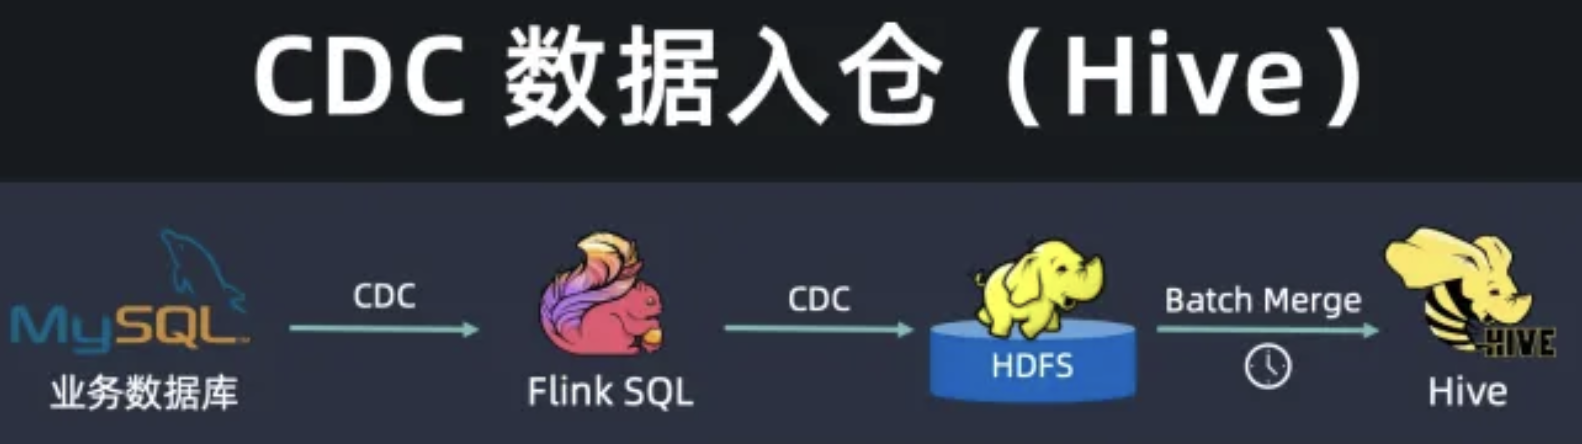 CDC 数据入仓（Hive）
CDC
CDC
Batch Merge
MySQL
HDFS
HIVE
业务数据库
Flink SQL
Hive